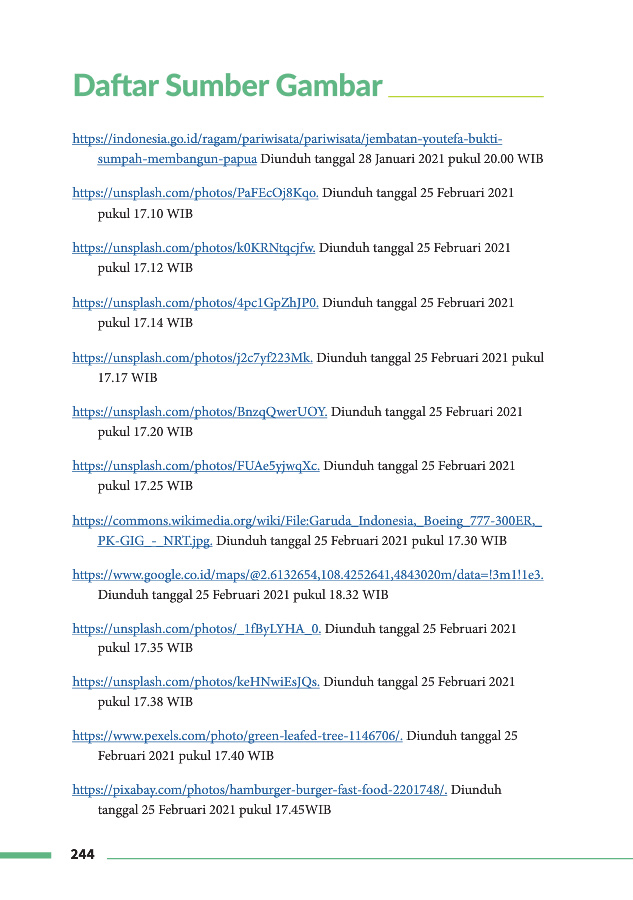 Daftar Sumber Gambar
https://indonesia.go.id/ragam/pariwisata/pariwisata/jembatan-youtefa-bukti-
sumpah-membangun-papua Diunduh tanggal 28 Januari 2021 pukul 20.00 WIB
https://unsplash.com/photos/PaFEcOj8Kqo. Diunduh tanggal 25 Februari 2021
pukul 17.10 WIB
https://unsplash.com/photos/k0KRNtqcjfw. Diunduh tanggal 25 Februari 2021
pukul 17.12 WIB
https://unsplash.com/photos/4pc1GpZhJP0. Diunduh tanggal 25 Februari 2021
pukul 17.14 WIB
https://unsplash.com/photos/j2c7yf223Mk. Diunduh tanggal 25 Februari 2021 pukul
17.17 WIB
https://unsplash.com/photos/BnzqQwerUOY. Diunduh tanggal 25 Februari 2021
pukul 17.20 WIB
https://unsplash.com/photos/FUAe5yjwqXc. Diunduh tanggal 25 Februari 2021
pukul 17.25 WIB
https://commons.wikimedia.org/wiki/File:Garuda_Indonesia,_Boeing_777-300ER,_
PK-GIG_-_NRT.jpg. Diunduh tanggal 25 Februari 2021 pukul 17.30 WIB
https://www.google.co.id/maps/@2.6132654,108.4252641,4843020m/data=!3m1!1e3.
Diunduh tanggal 25 Februari 2021 pukul 18.32 WIB
https://unsplash.com/photos/_1fByLYHA_0. Diunduh tanggal 25 Februari 2021
pukul 17.35 WIB
https://unsplash.com/photos/keHNwiEsJQs. Diunduh tanggal 25 Februari 2021
pukul 17.38 WIB
https://www.pexels.com/photo/green-leafed-tree-1146706/. Diunduh tanggal 25
Februari 2021 pukul 17.40 WIB
https://pixabay.com/photos/hamburger-burger-fast-food-2201748/. Diunduh
tanggal 25 Februari 2021 pukul 17.45WIB
244